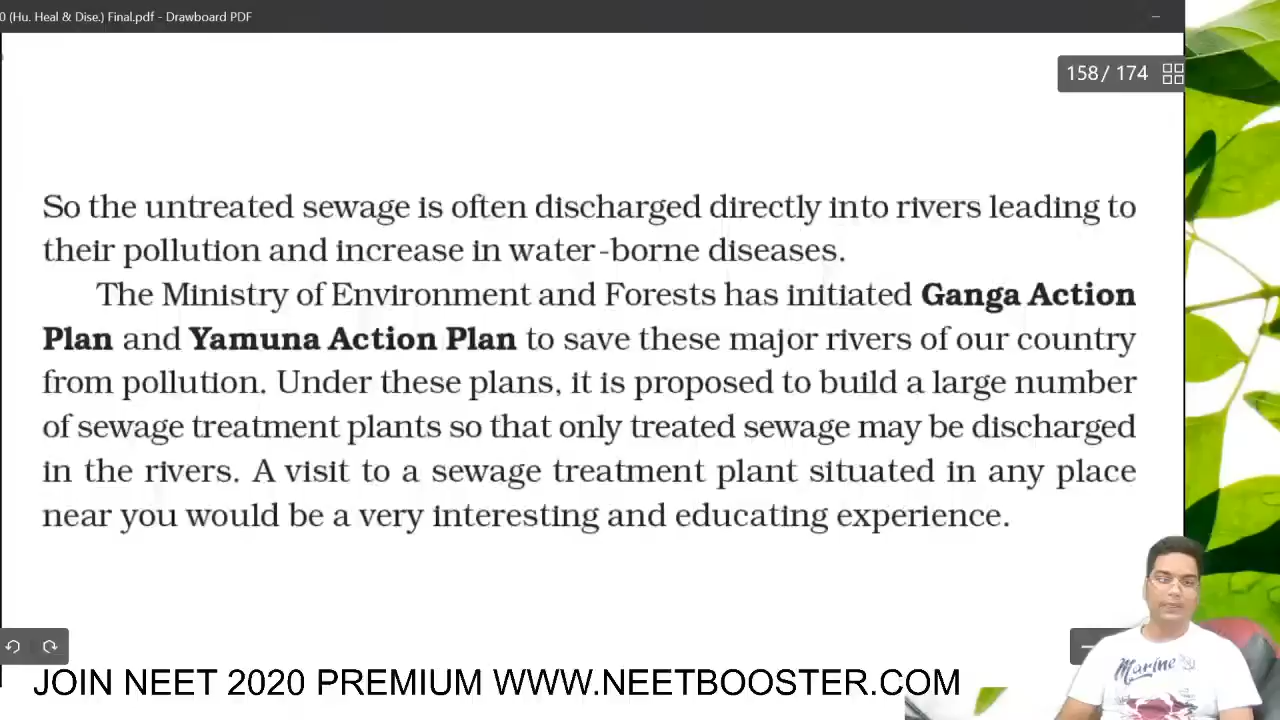 0 (Hu. Heal & Dise.) Final.pdf - Drawboard PDF
158 / 174
So the untreated sewage is often discharged directly into rivers leading to
their pollution and increase in water-borne diseases.
The Ministry of Environment and Forests has initiated Ganga Action
Plan and Yamuna Action Plan to save these major rivers of our country
from pollution. Under these plans, it is proposed to build a large number
of sewage treatment plants so that only treated sewage may be discharged
in the rivers. A visit to a sewage treatment plant situated in any place
near you would be a very interesting and educating experience.
Marine
JOIN NEET 2020 PREMIUM WWW.NEETBOOSTER.COM